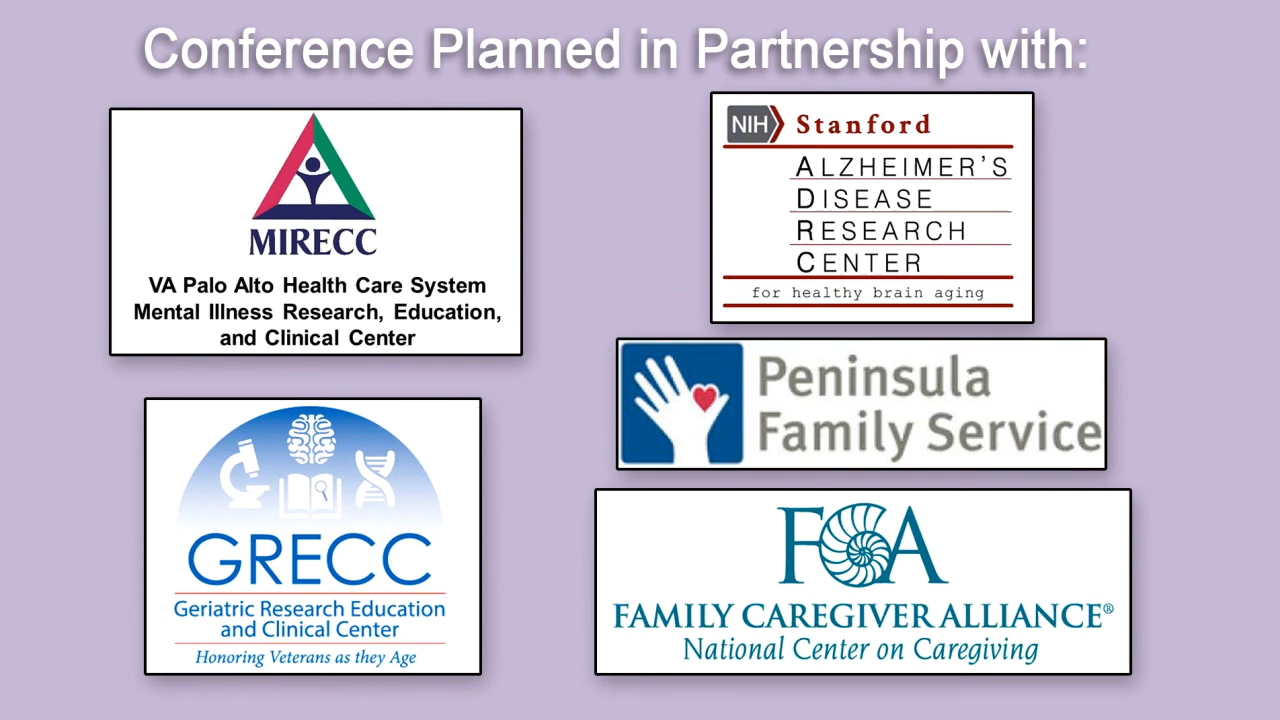 Conference Planned in Partnership with:
MIRECC
VA Palo Alto Health Care System
Mental Illness Research, Education,
and Clinical Center
NIH Stanford
ALZHEIMER'S
DISEASE
RESEARCH
CENTER
for healthy brain aging
Peninsula
Family Service
GRECC
Geriatric Research Education
and Clinical Center
Honoring Veterans as they Age
FCA
FAMILY CAREGIVER ALLIANCE®
National Center on Caregiving